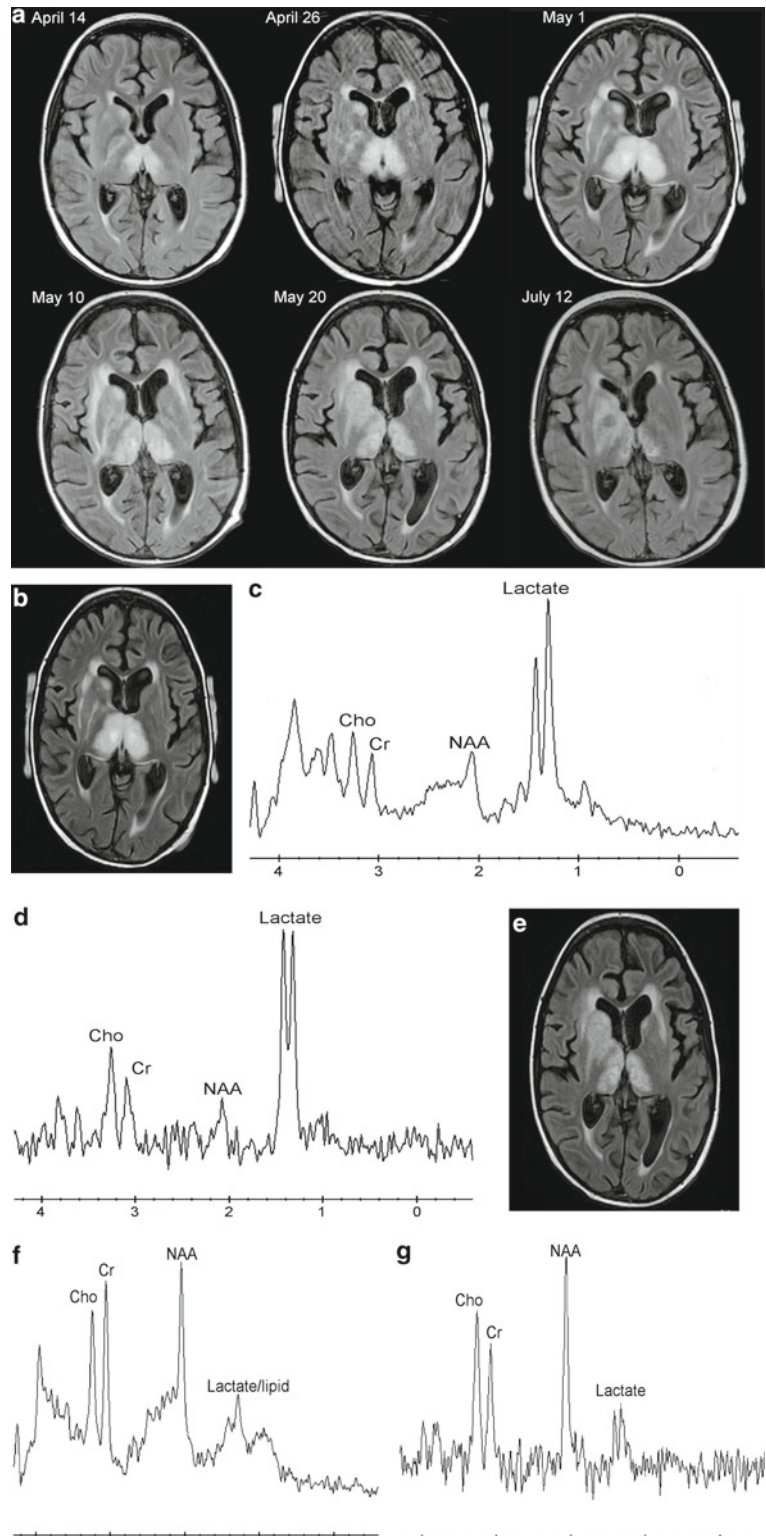 a April 14 April 26 May 1
May 10 May 20 July 12
b
c
Lactate
Cho
Cr
NAA
4 3 2 1 0
d
Lactate
Cho
Cr
NAA
4 3 2 1 0
e
f
NAA
Cr
Cho
Lactate/lipid
g
NAA
Cho
Cr
Lactate